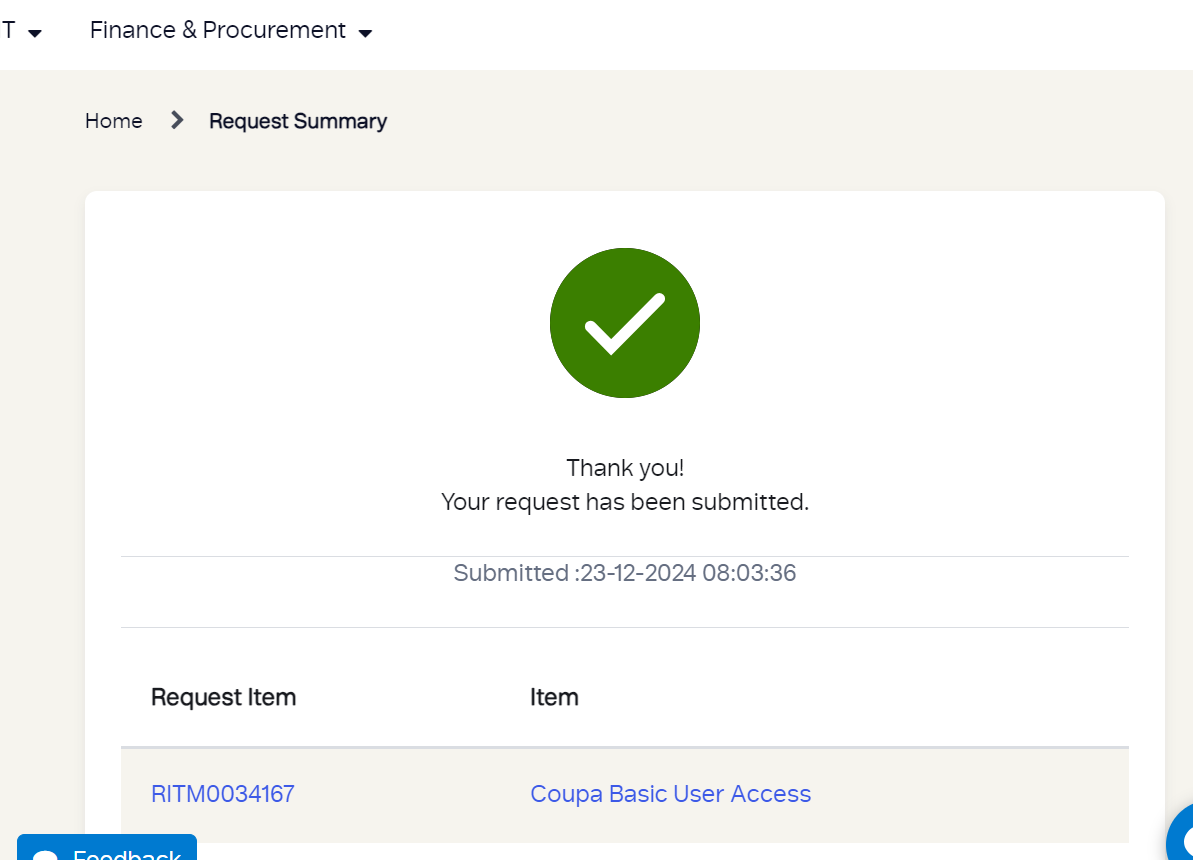 T Finance & Procurement
Home Request Summary
Thank you!
Your request has been submitted.
Submitted :23-12-2024 08:03:36
Request Item Item
RITM0034167 Coupa Basic User Access
Feedback